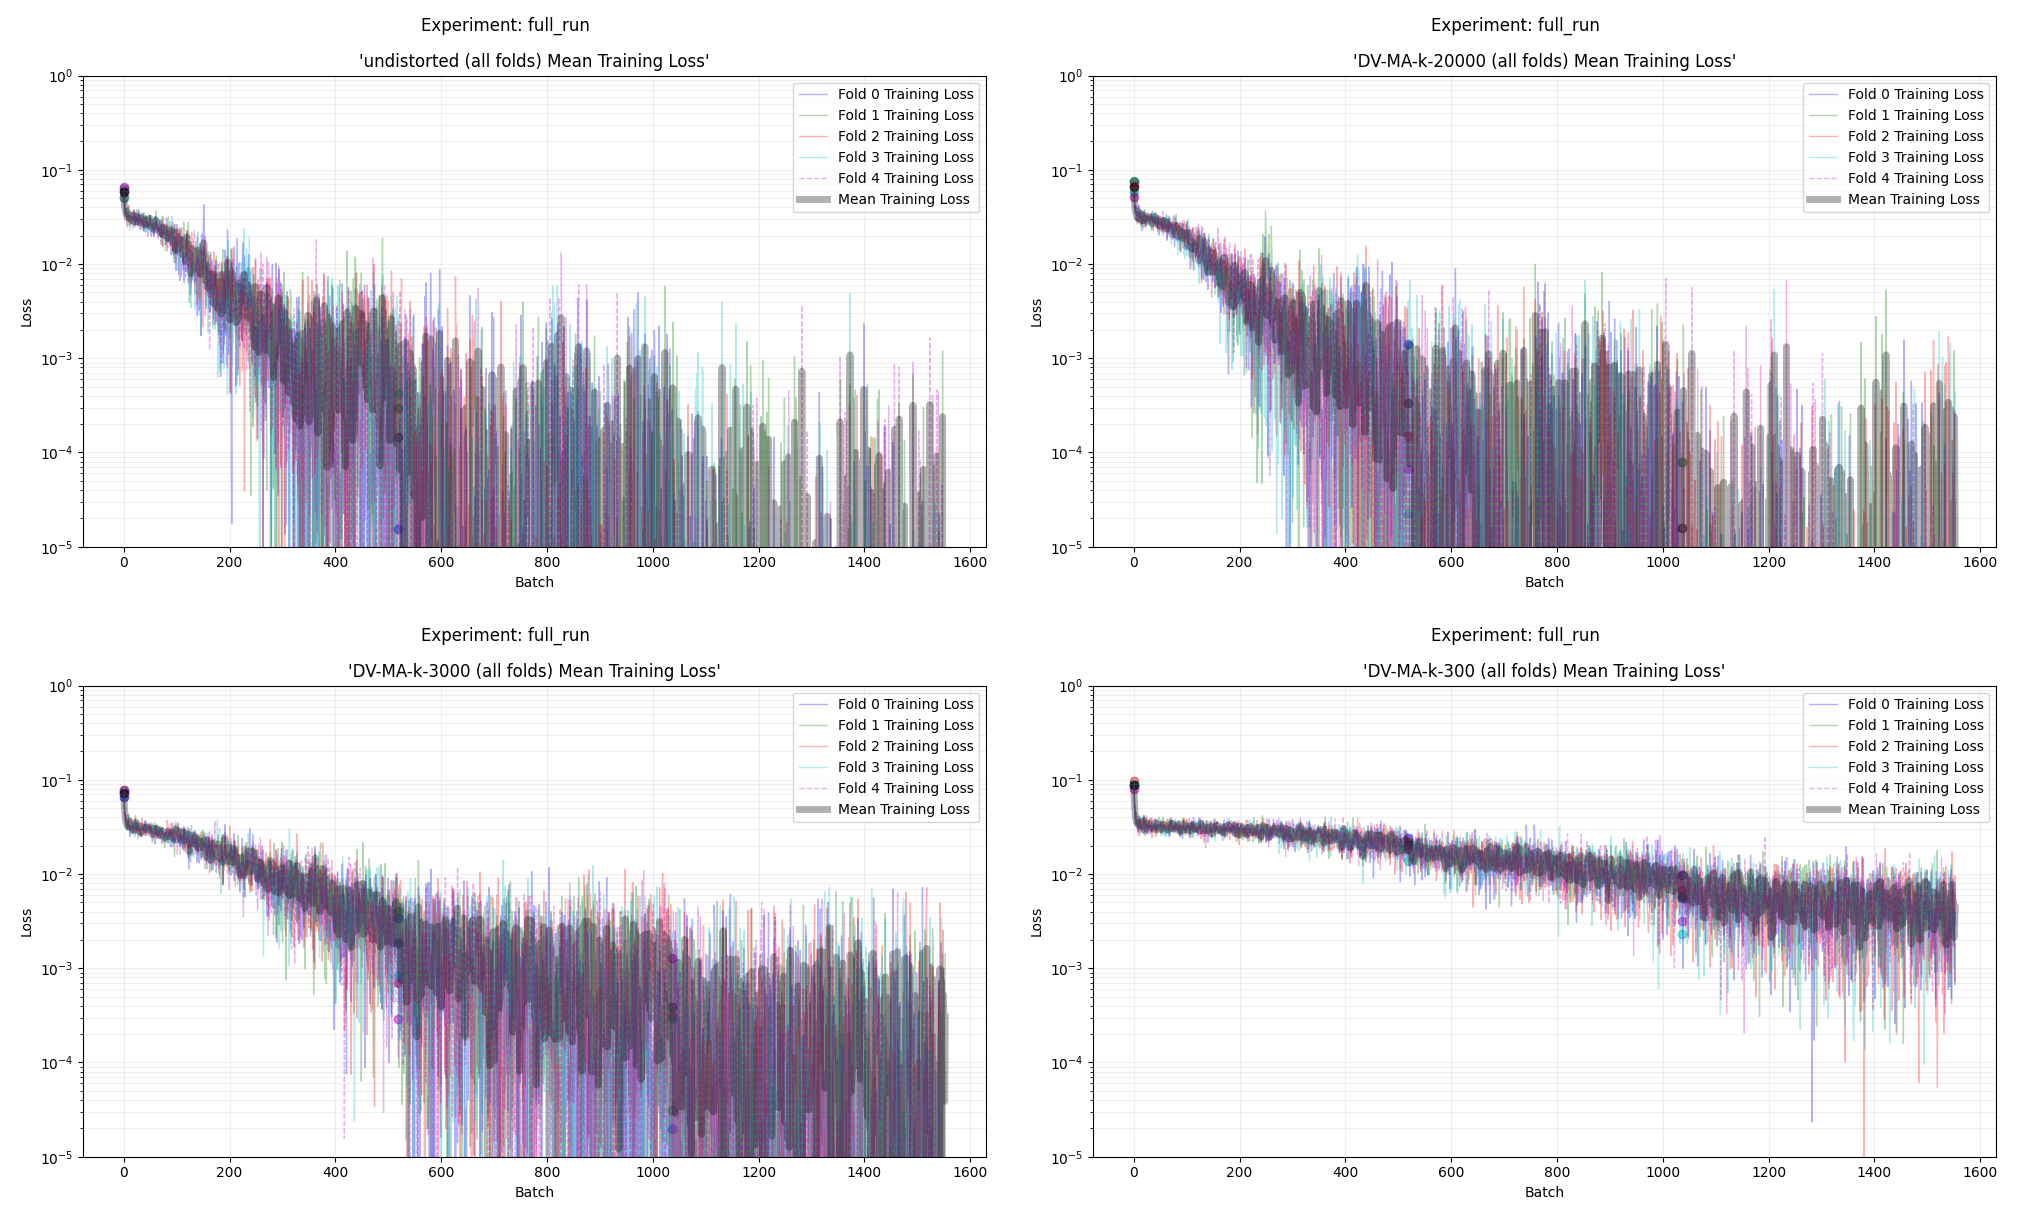 Experiment: full_run
'undistorted (all folds) Mean Training Loss'
10⁰
10⁻¹
10⁻²
10⁻³
10⁻⁴
10⁻⁵
Loss
Fold 0 Training Loss
Fold 1 Training Loss
Fold 2 Training Loss
Fold 3 Training Loss
Fold 4 Training Loss
Mean Training Loss
0 200 400 600 800 1000 1200 1400 1600
Batch
Experiment: full_run
'DV-MA-k-20000 (all folds) Mean Training Loss'
10⁰
10⁻¹
10⁻²
10⁻³
10⁻⁴
10⁻⁵
Loss
Fold 0 Training Loss
Fold 1 Training Loss
Fold 2 Training Loss
Fold 3 Training Loss
Fold 4 Training Loss
Mean Training Loss
0 200 400 600 800 1000 1200 1400 1600
Batch
Experiment: full_run
'DV-MA-k-3000 (all folds) Mean Training Loss'
10⁰
10⁻¹
10⁻²
10⁻³
10⁻⁴
10⁻⁵
Loss
Fold 0 Training Loss
Fold 1 Training Loss
Fold 2 Training Loss
Fold 3 Training Loss
Fold 4 Training Loss
Mean Training Loss
0 200 400 600 800 1000 1200 1400 1600
Batch
Experiment: full_run
'DV-MA-k-300 (all folds) Mean Training Loss'
10⁰
10⁻¹
10⁻²
10⁻³
10⁻⁴
10⁻⁵
Loss
Fold 0 Training Loss
Fold 1 Training Loss
Fold 2 Training Loss
Fold 3 Training Loss
Fold 4 Training Loss
Mean Training Loss
0 200 400 600 800 1000 1200 1400 1600
Batch